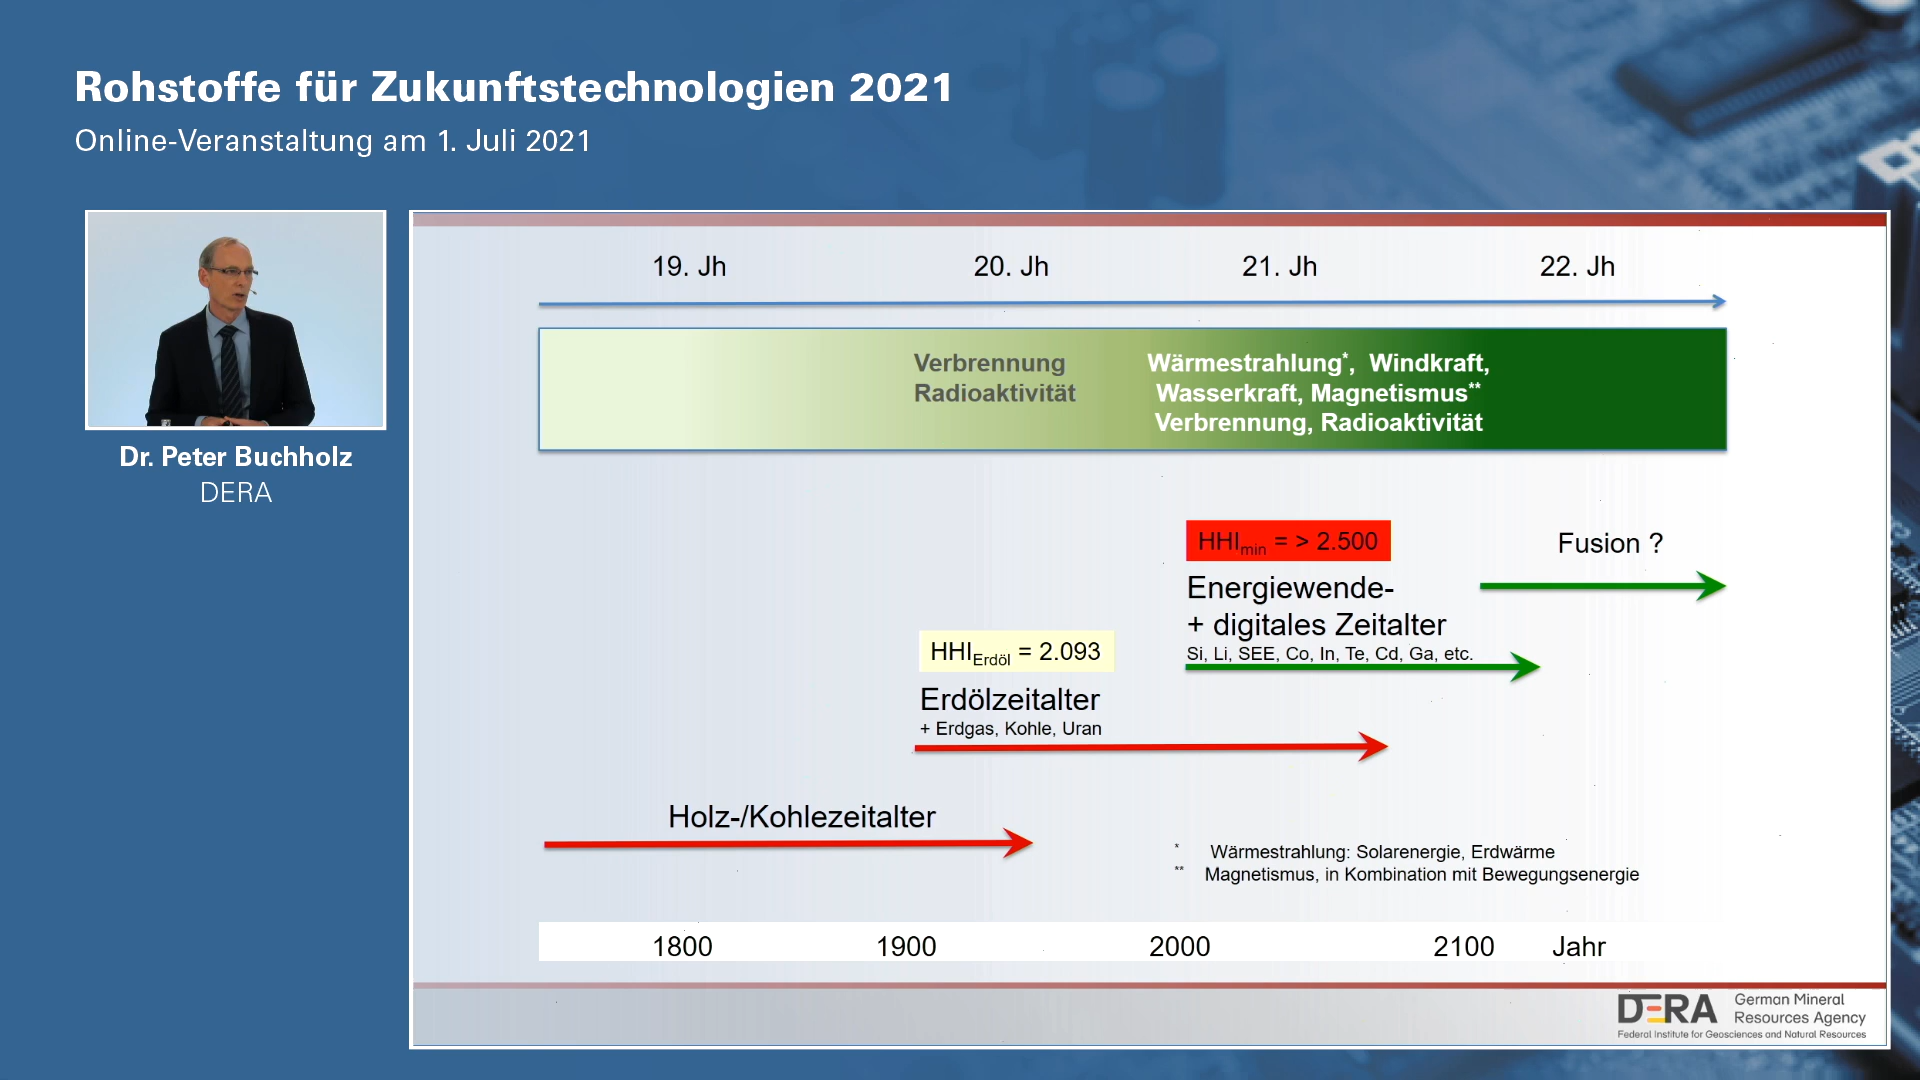 Rohstoffe für Zukunftstechnologien 2021
Online-Veranstaltung am 1. Juli 2021
Dr. Peter Buchholz
DERA
19. Jh 20. Jh 21. Jh 22. Jh
Verbrennung
Radioaktivität
Wärmestrahlung*, Windkraft,
Wasserkraft, Magnetismus**
Verbrennung, Radioaktivität
HHImin = > 2.500
Energiewende-
+ digitales Zeitalter
Si, Li, SEE, Co, In, Te, Cd, Ga, etc.
Fusion ?
HHIErdöl = 2.093
Erdölzeitalter
+ Erdgas, Kohle, Uran
Holz-/Kohlezeitalter
* Wärmestrahlung: Solarenergie, Erdwärme
** Magnetismus, in Kombination mit Bewegungsenergie
1800 1900 2000 2100 Jahr
DERA
German Mineral
Resources Agency
Federal Institute for Geosciences and Natural Resources